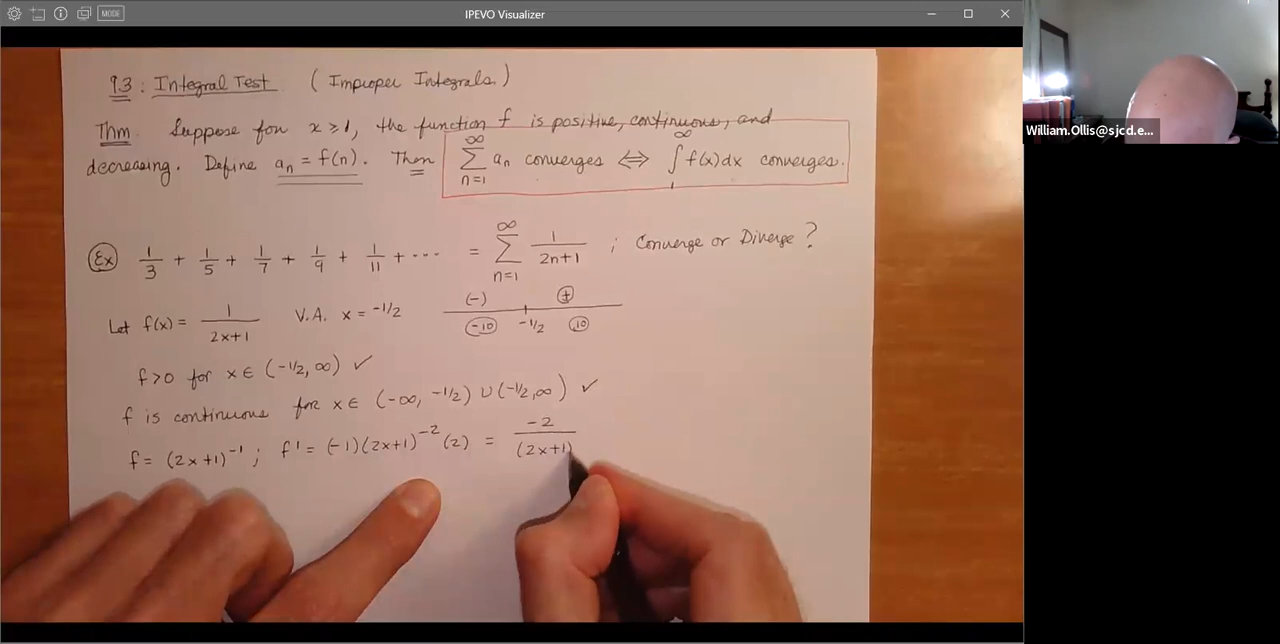 MODE
IPEVO Visualizer
9.3 : Integral Test (Improper Integrals)
Thm. Suppose for x ≥ 1, the function f is positive, continuous, and
decreasing. Define aₙ = f(n). Then ∞ Σ n=1 aₙ converges ⟺ ∫₁^∞ f(x)dx converges.
Ex 1/3 + 1/5 + 1/7 + 1/9 + 1/11 + ··· = ∞ Σ n=1 1/(2n+1) ; Converge or Diverge?
Let f(x) = 1/(2x+1) V.A. x = -1/2 (-) + -10 -1/2 10
f>0 for x ∈ (-1/2, ∞) ✓
f is continuous for x ∈ (-∞, -1/2) ∪ (-1/2, ∞) ✓
f = (2x+1)⁻¹ ; f' = (-1)(2x+1)⁻²(2) = -2/(2x+1)
William.Ollis@sjcd.e...